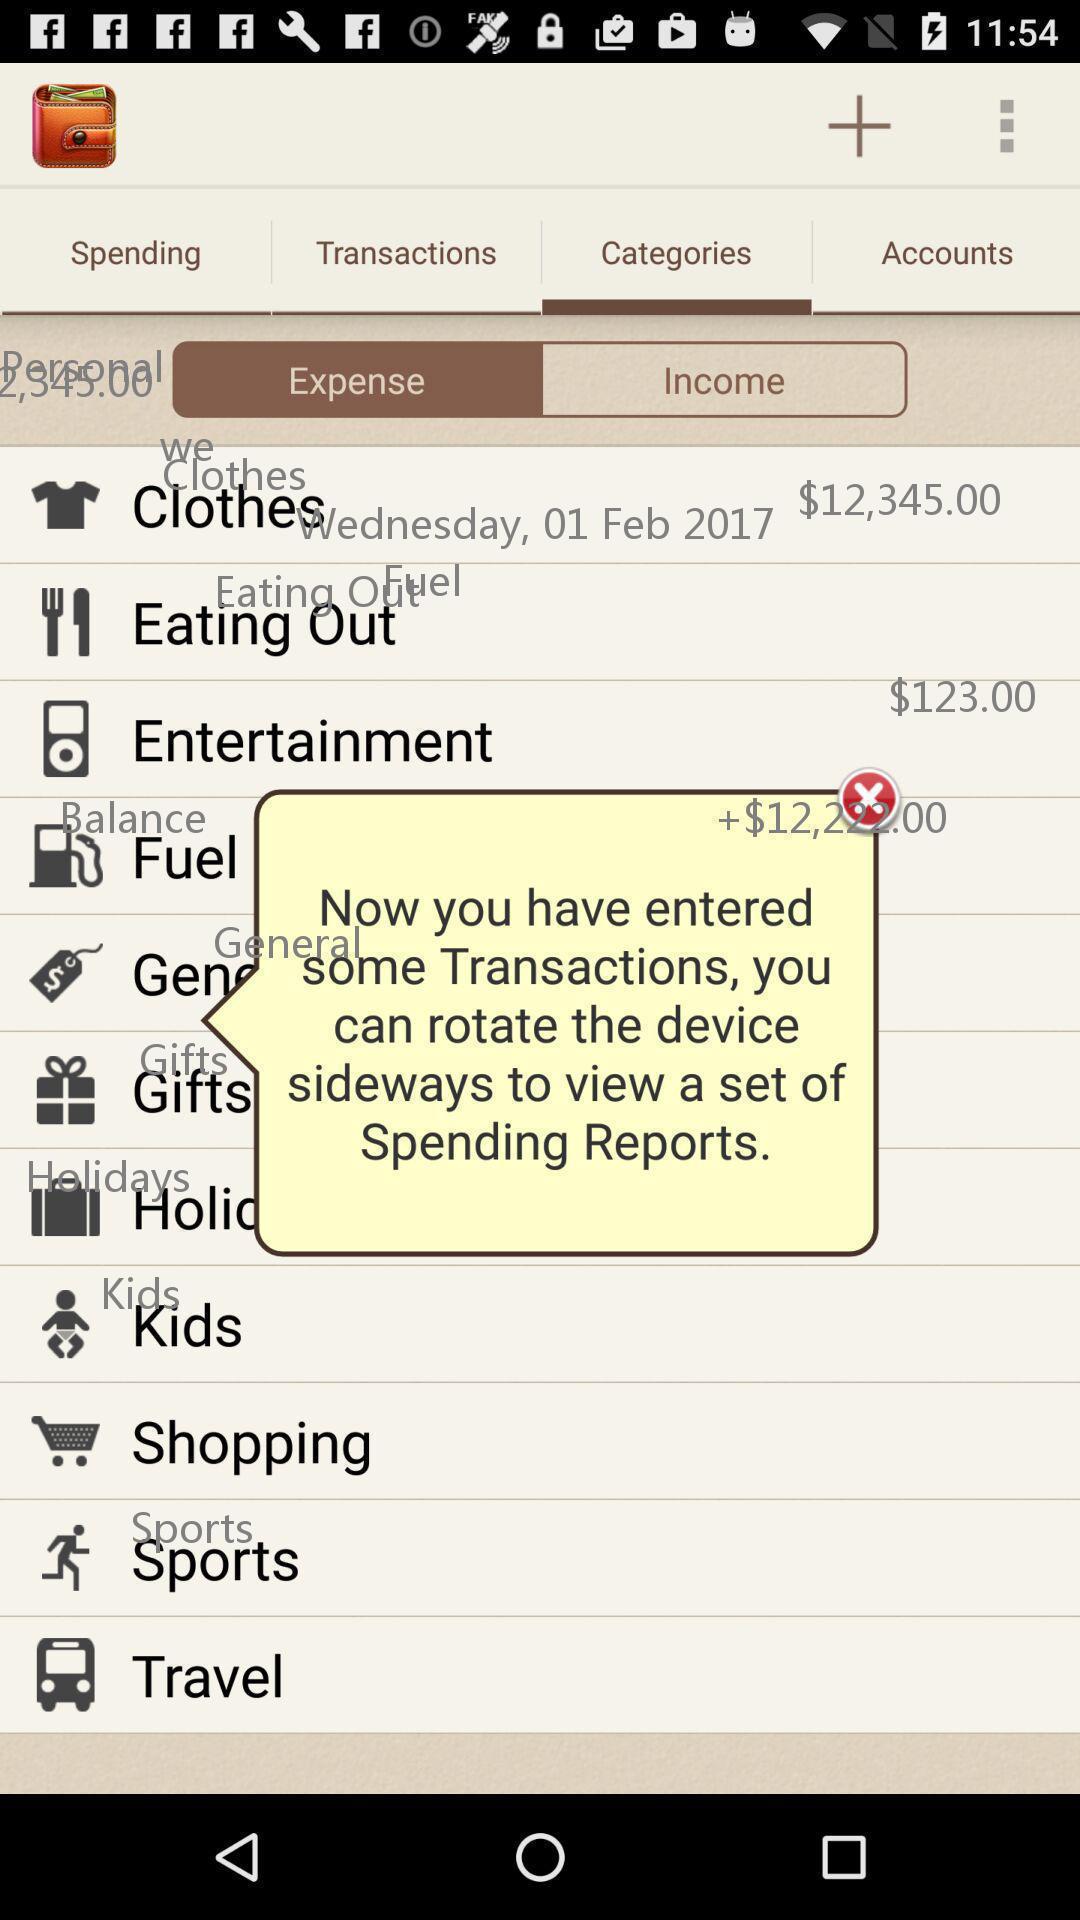 FAKE 11:54
Spending Transactions Categories Accounts
Personal
2,345.00
Expense Income
we
Clothes
Clothes
$12,345.00
Wednesday, 01 Feb 2017
Fuel
Eating Out
Eating Out
$123.00
Entertainment
Balance
+$12,222.00
Fuel
Now you have entered
some Transactions, you
can rotate the device
sideways to view a set of
Spending Reports.
General
Gene
Gifts
Gifts
Holidays
Holid
Kids
Kids
Shopping
Sports
Sports
Travel